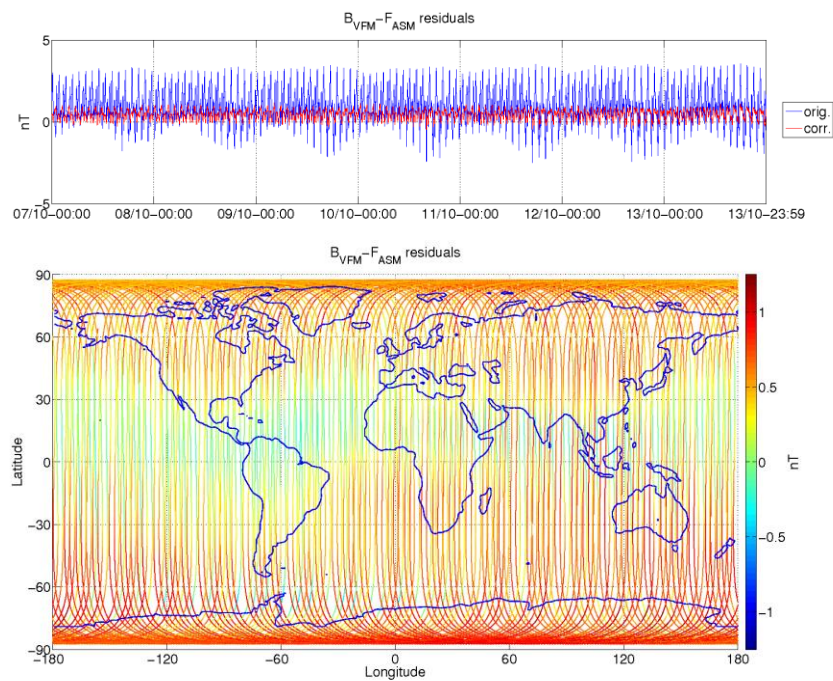 B_VFM−F_ASM residuals
5
0
−5
nT
07/10−00:00 08/10−00:00 09/10−00:00 10/10−00:00 11/10−00:00 12/10−00:00 13/10−00:00 13/10−23:59
orig.
corr.
B_VFM−F_ASM residuals
90
60
30
0
−30
−60
−90
Latitude
−180 −120 −60 0 60 120 180
Longitude
1
0.5
0
−0.5
−1
nT